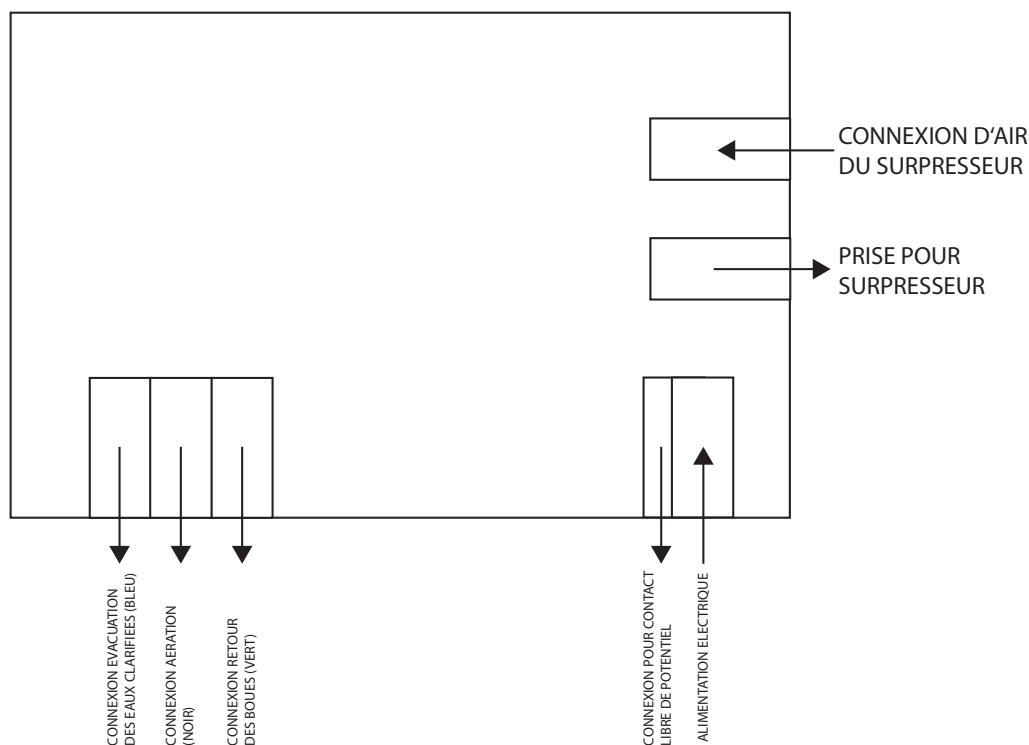 CONNEXION D‘AIR
DU SURPRESSEUR
PRISE POUR
SURPRESSEUR
CONNEXION EVACUATION
DES EAUX CLARIFIEES (BLEU)
CONNEXION AERATION
(NOIR)
CONNEXION RETOUR
DES BOUES (VERT)
CONNEXION POUR CONTACT
LIBRE DE POTENTIEL
ALIMENTATION ELECTRIQUE